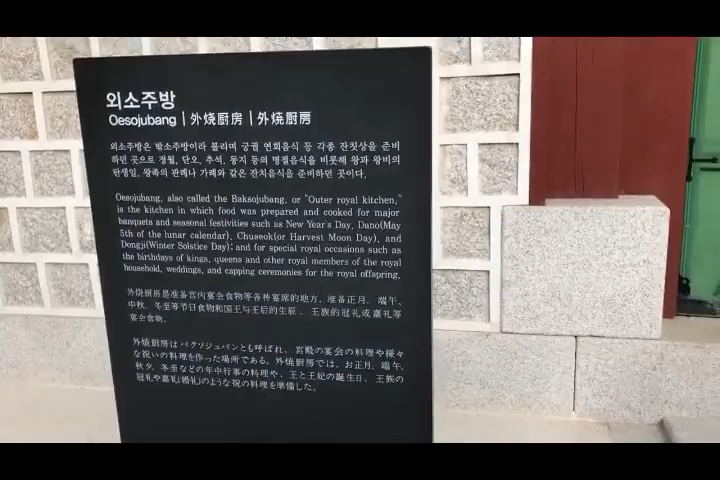 외소주방
Oesojubang | 外烧厨房 | 外燒厨房
외소주방은 밖소주방이라 불리며 궁궐 연회음식 등 각종 잔칫상을 준비
하던 곳으로 정월, 단오, 추석, 동지 등의 명절음식을 비롯해 왕과 왕비의
탄생일, 왕족의 관례나 가례와 같은 잔치음식을 준비하던 곳이다.
Oesojubang, also called the Baksojubang, or "Outer royal kitchen,"
is the kitchen in which food was prepared and cooked for major
banquets and seasonal festivities such as New Year's Day, Dano(May
5th of the lunar calendar), Chuseok(or Harvest Moon Day), and
Dongji(Winter Solstice Day); and for special royal occasions such as
the birthdays of kings, queens and other royal members of the royal
household, weddings, and capping ceremonies for the royal offspring.
外烧厨房是准备宫内宴会食物等各种宴席的地方。准备正月、端午、
中秋、冬至等节日食物和国王与王后的生辰、王族的冠礼或嘉礼等
宴会食物。
外焼厨房はバクソジュバンとも呼ばれ、宮殿の宴会の料理や様々
な祝いの料理を作った場所である。外焼厨房では、お正月、端午、
秋夕、冬至などの年中行事の料理や、王と王妃の誕生日、王族の
冠礼や嘉礼(婚礼)のような祝の料理を準備した。